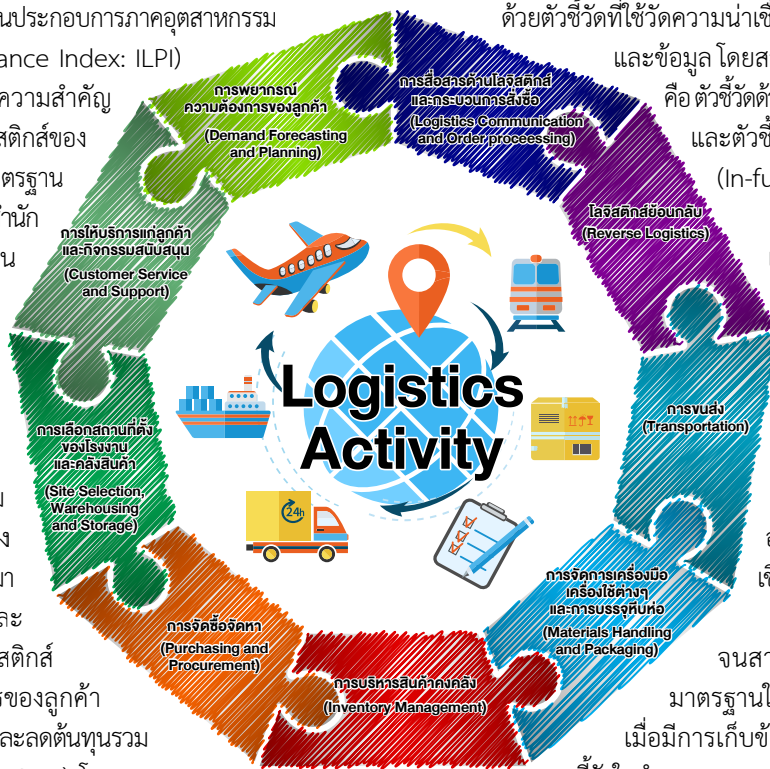 นประกอบการภาคอุตสาหกรรม
ance Index: ILPI)
ความสำคัญ
สติกส์ของ
ตรฐาน
น
ด้วยตัวชี้วัดที่ใช้วัดความน่าเชื
และข้อมูล โดยส
คือ ตัวชี้วัดด้
และตัวชี้
(In-fu
การพยากรณ์
ความต้องการของลูกค้า
(Demand Forecasting
and Planning)
การสื่อสารด้านโลจิสติกส์
และกระบวนการสั่งซื้อ
(Logistics Communication
and Order proceessing)
โลจิสติกส์ย้อนกลับ
(Reverse Logistics)
การให้บริการแก่ลูกค้า
และกิจกรรมสนับสนุน
(Customer Service
and Support)
Logistics
Activity
การขนส่ง
(Transportation)
การเลือกสถานที่ตั้ง
ของโรงงาน
และคลังสินค้า
(Site Selection,
Warehousing
and Storage)
24h
การจัดการเครื่องมือ
เครื่องใช้ต่างๆ
และการบรรจุหีบห่อ
(Materials Handling
and Packaging)
การจัดซื้อจัดหา
(Purchasing and
Procurement)
การบริหารสินค้าคงคลัง
(Inventory Management)
ง
มา
ละ
สติกส์
รของลูกค้า
ละลดต้นทุนรวม
เชิ
จนสา
มาตรฐานใ
เมื่อมีการเก็บข้